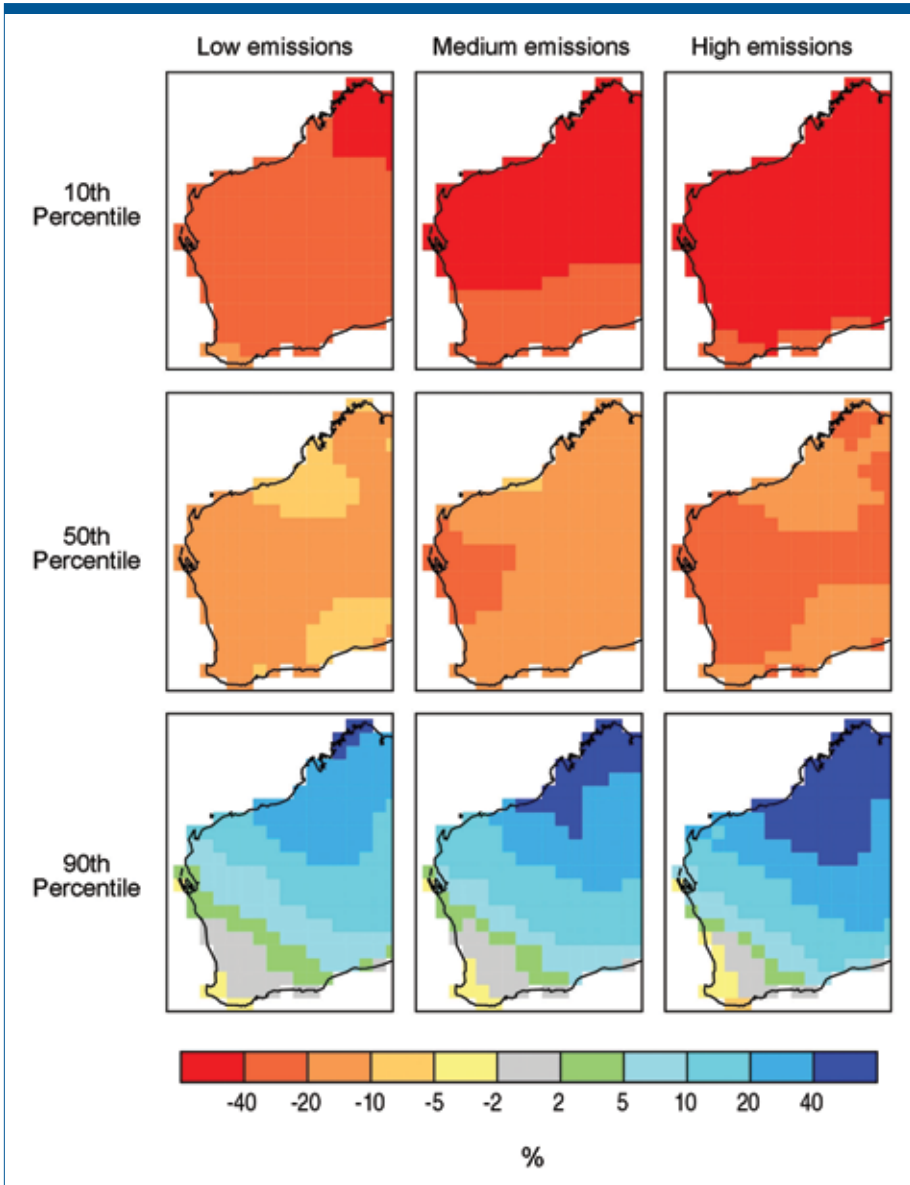 Low emissions Medium emissions High emissions
10th
Percentile
50th
Percentile
90th
Percentile
-40 -20 -10 -5 -2 2 5 10 20 40
%